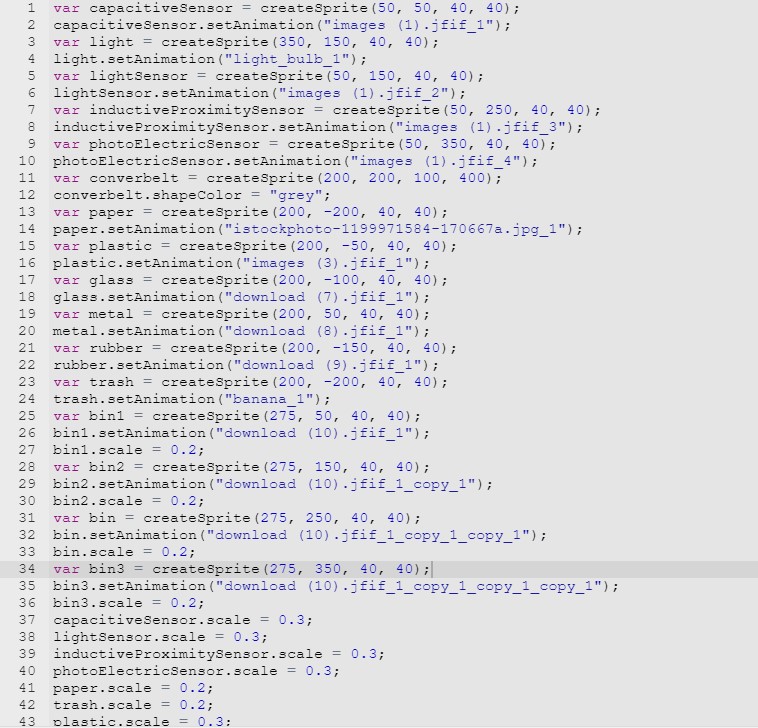 1 var capacitiveSensor = createSprite(50, 50, 40, 40);
2 capacitiveSensor.setAnimation("images (1).jfif_1");
3 var light = createSprite(350, 150, 40, 40);
4 light.setAnimation("light_bulb_1");
5 var lightSensor = createSprite(50, 150, 40, 40);
6 lightSensor.setAnimation("images (1).jfif_2");
7 var inductiveProximitySensor = createSprite(50, 250, 40, 40);
8 inductiveProximitySensor.setAnimation("images (1).jfif_3");
9 var photoElectricSensor = createSprite(50, 350, 40, 40);
10 photoElectricSensor.setAnimation("images (1).jfif_4");
11 var converbelt = createSprite(200, 200, 100, 400);
12 converbelt.shapeColor = "grey";
13 var paper = createSprite(200, -200, 40, 40);
14 paper.setAnimation("istockphoto-1199971584-170667a.jpg_1");
15 var plastic = createSprite(200, -50, 40, 40);
16 plastic.setAnimation("images (3).jfif_1");
17 var glass = createSprite(200, -100, 40, 40);
18 glass.setAnimation("download (7).jfif_1");
19 var metal = createSprite(200, 50, 40, 40);
20 metal.setAnimation("download (8).jfif_1");
21 var rubber = createSprite(200, -150, 40, 40);
22 rubber.setAnimation("download (9).jfif_1");
23 var trash = createSprite(200, -200, 40, 40);
24 trash.setAnimation("banana_1");
25 var bin1 = createSprite(275, 50, 40, 40);
26 bin1.setAnimation("download (10).jfif_1");
27 bin1.scale = 0.2;
28 var bin2 = createSprite(275, 150, 40, 40);
29 bin2.setAnimation("download (10).jfif_1_copy_1");
30 bin2.scale = 0.2;
31 var bin = createSprite(275, 250, 40, 40);
32 bin.setAnimation("download (10).jfif_1_copy_1_copy_1");
33 bin.scale = 0.2;
34 var bin3 = createSprite(275, 350, 40, 40);
35 bin3.setAnimation("download (10).jfif_1_copy_1_copy_1_copy_1");
36 bin3.scale = 0.2;
37 capacitiveSensor.scale = 0.3;
38 lightSensor.scale = 0.3;
39 inductiveProximitySensor.scale = 0.3;
40 photoElectricSensor.scale = 0.3;
41 paper.scale = 0.2;
42 trash.scale = 0.2;
43 plastic.scale = 0.3;